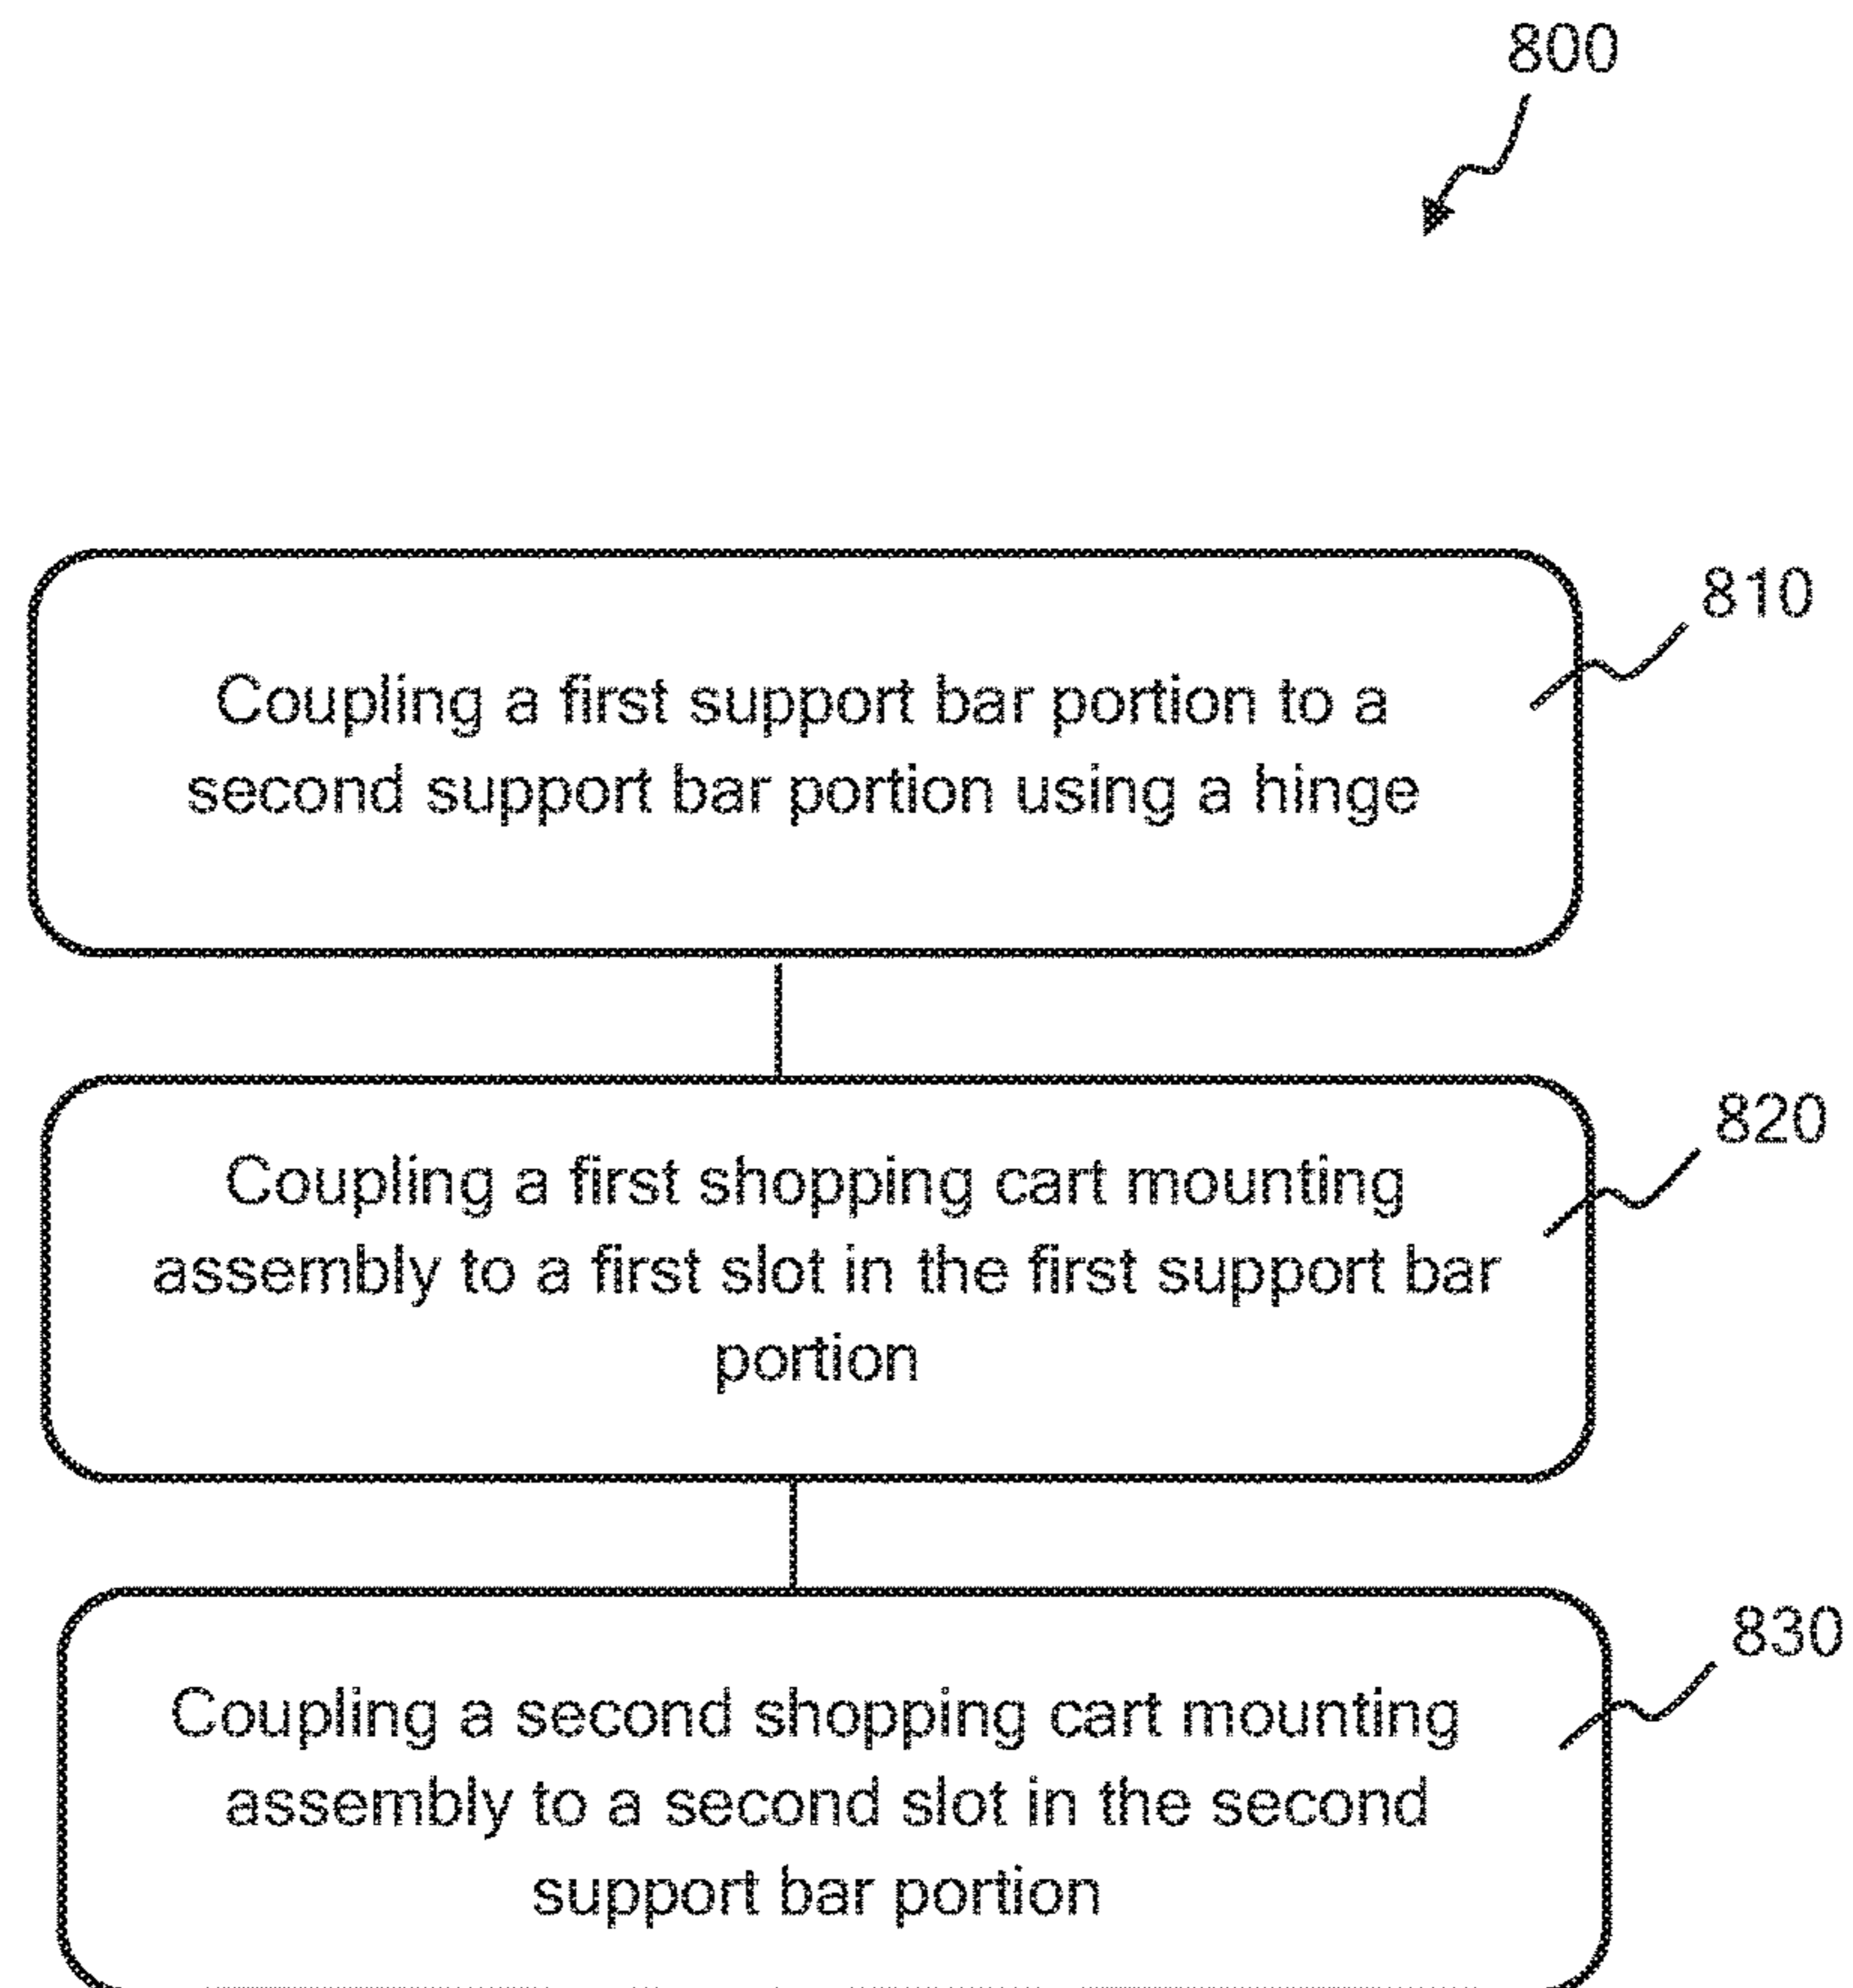 800
810
Coupling a first support bar portion to a
second support bar portion using a hinge
820
Coupling a first shopping cart mounting
assembly to a first slot in the first support bar
portion
830
Coupling a second shopping cart mounting
assembly to a second slot in the second
support bar portion